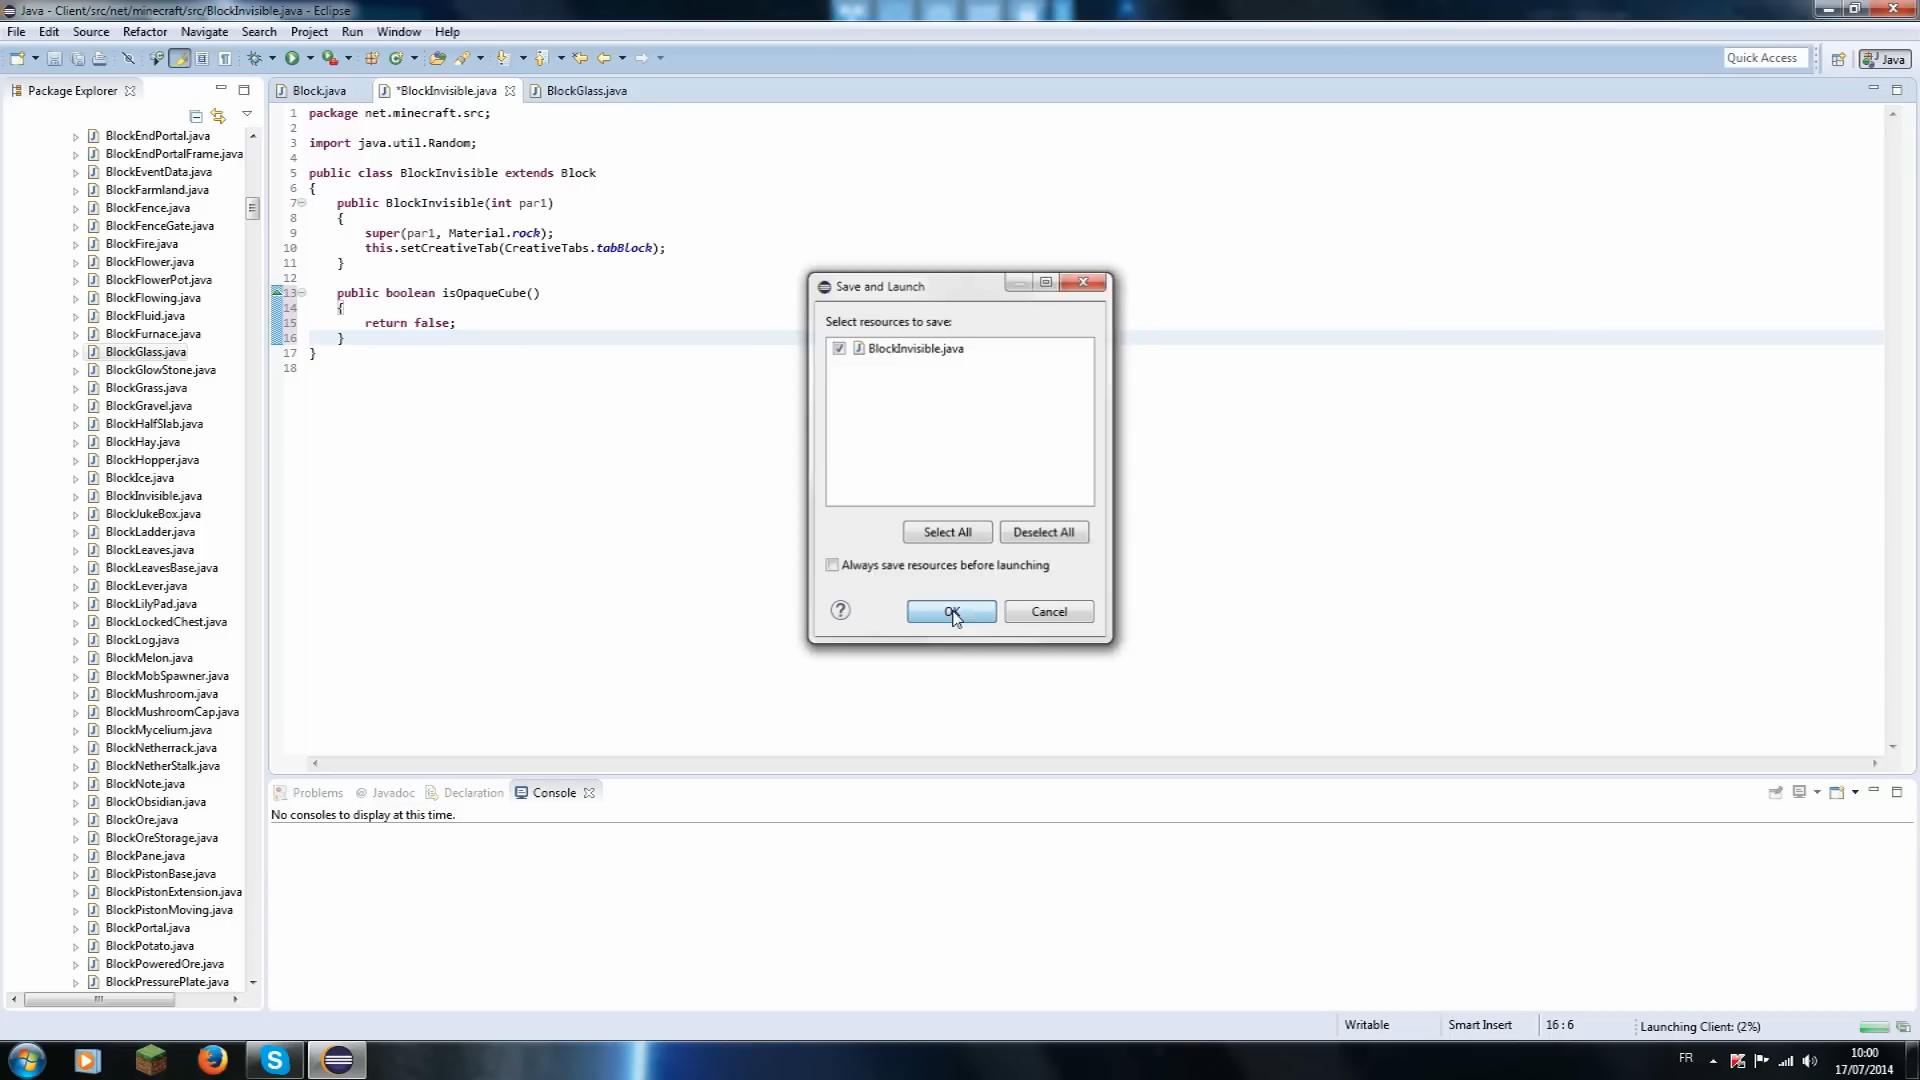 Java - Client/src/net/minecraft/src/BlockInvisible.java - Eclipse
File Edit Source Refactor Navigate Search Project Run Window Help
Quick Access
Java
Package Explorer
BlockEndPortal.java
BlockEndPortalFrame.java
BlockEventData.java
BlockFarmland.java
BlockFence.java
BlockFenceGate.java
BlockFire.java
BlockFlower.java
BlockFlowerPot.java
BlockFlowing.java
BlockFluid.java
BlockFurnace.java
BlockGlass.java
BlockGlowStone.java
BlockGrass.java
BlockGravel.java
BlockHalfSlab.java
BlockHay.java
BlockHopper.java
BlockIce.java
BlockInvisible.java
BlockJukeBox.java
BlockLadder.java
BlockLeaves.java
BlockLeavesBase.java
BlockLever.java
BlockLilyPad.java
BlockLockedChest.java
BlockLog.java
BlockMelon.java
BlockMobSpawner.java
BlockMushroom.java
BlockMushroomCap.java
BlockMycelium.java
BlockNetherrack.java
BlockNetherStalk.java
BlockNote.java
BlockObsidian.java
BlockOre.java
BlockOreStorage.java
BlockPane.java
BlockPistonBase.java
BlockPistonExtension.java
BlockPistonMoving.java
BlockPortal.java
BlockPotato.java
BlockPoweredOre.java
BlockPressurePlate.java
Block.java *BlockInvisible.java BlockGlass.java
1 package net.minecraft.src;
2
3 import java.util.Random;
4
5 public class BlockInvisible extends Block
6 {
7 public BlockInvisible(int par1)
8 {
9 super(par1, Material.rock);
10 this.setCreativeTab(CreativeTabs.tabBlock);
11 }
12
13 public boolean isOpaqueCube()
14 {
15 return false;
16 }
17 }
18
Save and Launch
Select resources to save:
BlockInvisible.java
Select All Deselect All
Always save resources before launching
OK Cancel
Problems Javadoc Declaration Console
No consoles to display at this time.
Writable Smart Insert 16 : 6 Launching Client: (2%)
FR 10:00
17/07/2014